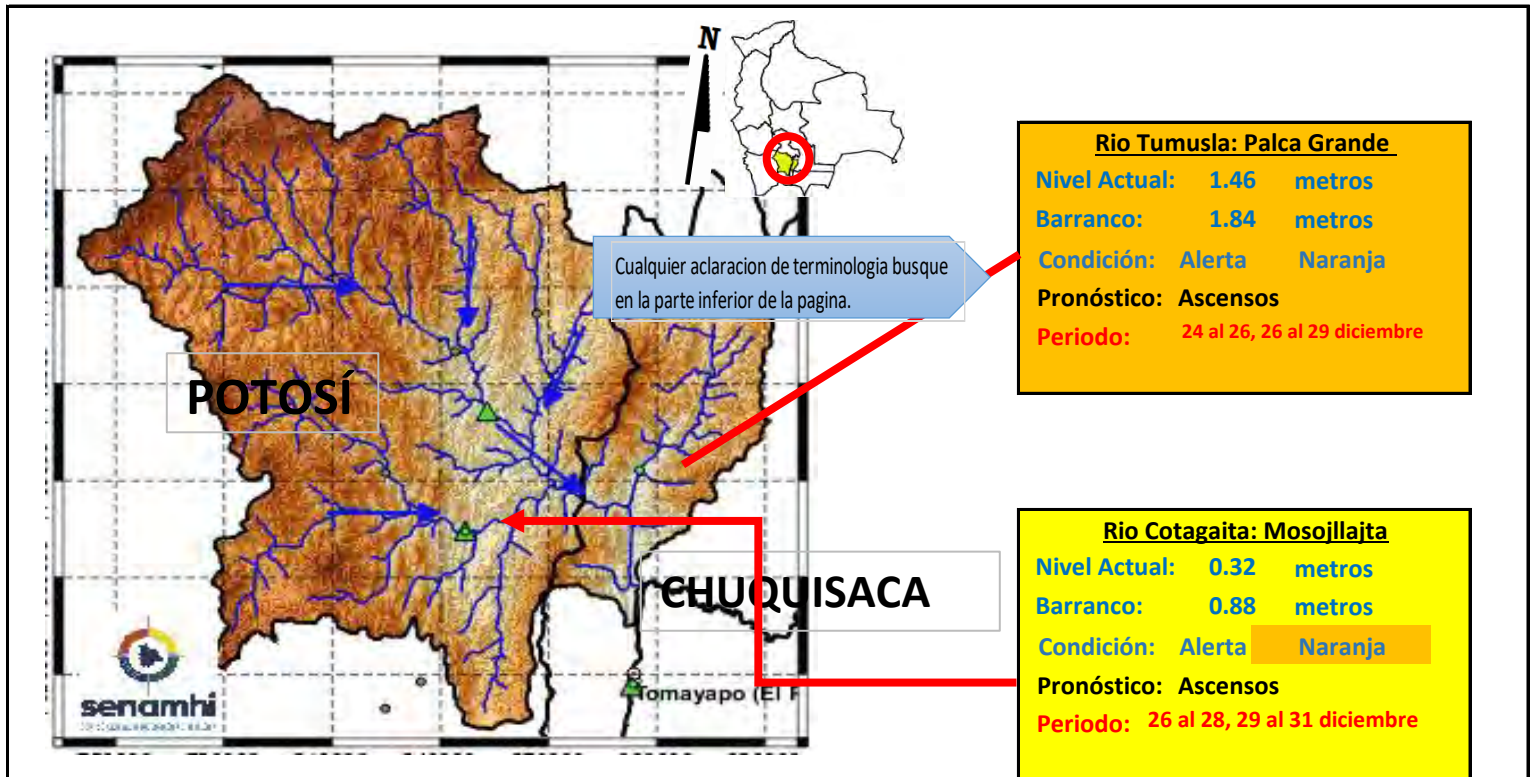 N
Cualquier aclaracion de terminologia busque
en la parte inferior de la pagina.
POTOSÍ
CHUQUISACA
senamhi
Tomayapo (El
Rio Tumusla: Palca Grande
Nivel Actual: 1.46 metros
Barranco: 1.84 metros
Condición: Alerta Naranja
Pronóstico: Ascensos
Periodo: 24 al 26, 26 al 29 diciembre
Rio Cotagaita: Mosojllajta
Nivel Actual: 0.32 metros
Barranco: 0.88 metros
Condición: Alerta Naranja
Pronóstico: Ascensos
Periodo: 26 al 28, 29 al 31 diciembre